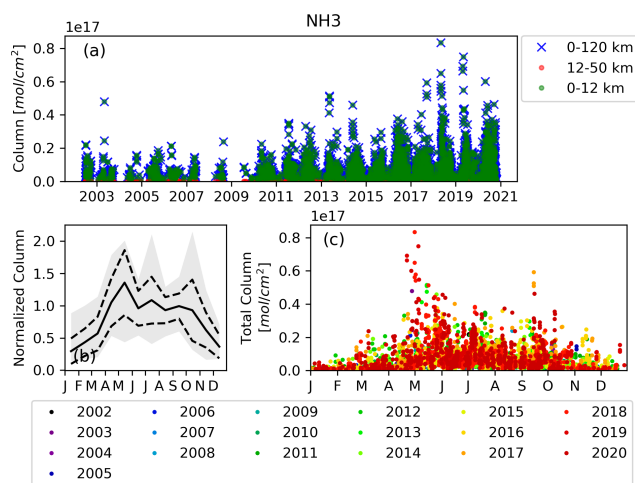 NH3
1e17
(a)
Column [mol/cm²]
0.8
0.6
0.4
0.2
0.0
2003 2005 2007 2009 2011 2013 2015 2017 2019 2021
0-120 km
12-50 km
0-12 km
Normalized Column
2.0
1.5
1.0
0.5
0.0
(b)
J F M A M J J A S O N D
1e17
(c)
Total Column
[mol/cm²]
0.8
0.6
0.4
0.2
0.0
J F M A M J J A S O N D
2002 2006 2009 2012 2015 2018
2003 2007 2010 2013 2016 2019
2004 2008 2011 2014 2017 2020
2005